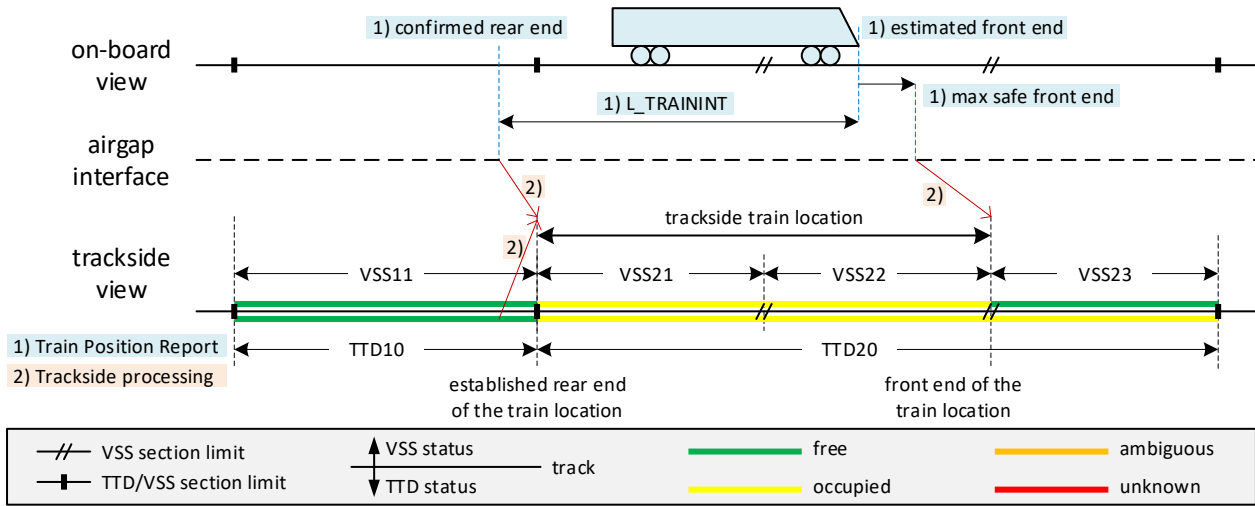 on-board
view
1) confirmed rear end
1) estimated front end
1) L_TRAININT
1) max safe front end
airgap
interface
2)
2)
trackside train location
2)
trackside
view
VSS11
VSS21
VSS22
VSS23
1) Train Position Report
2) Trackside processing
TTD10
TTD20
established rear end
of the train location
front end of the
train location
VSS section limit
TTD/VSS section limit
VSS status
track
TTD status
free
occupied
ambiguous
unknown